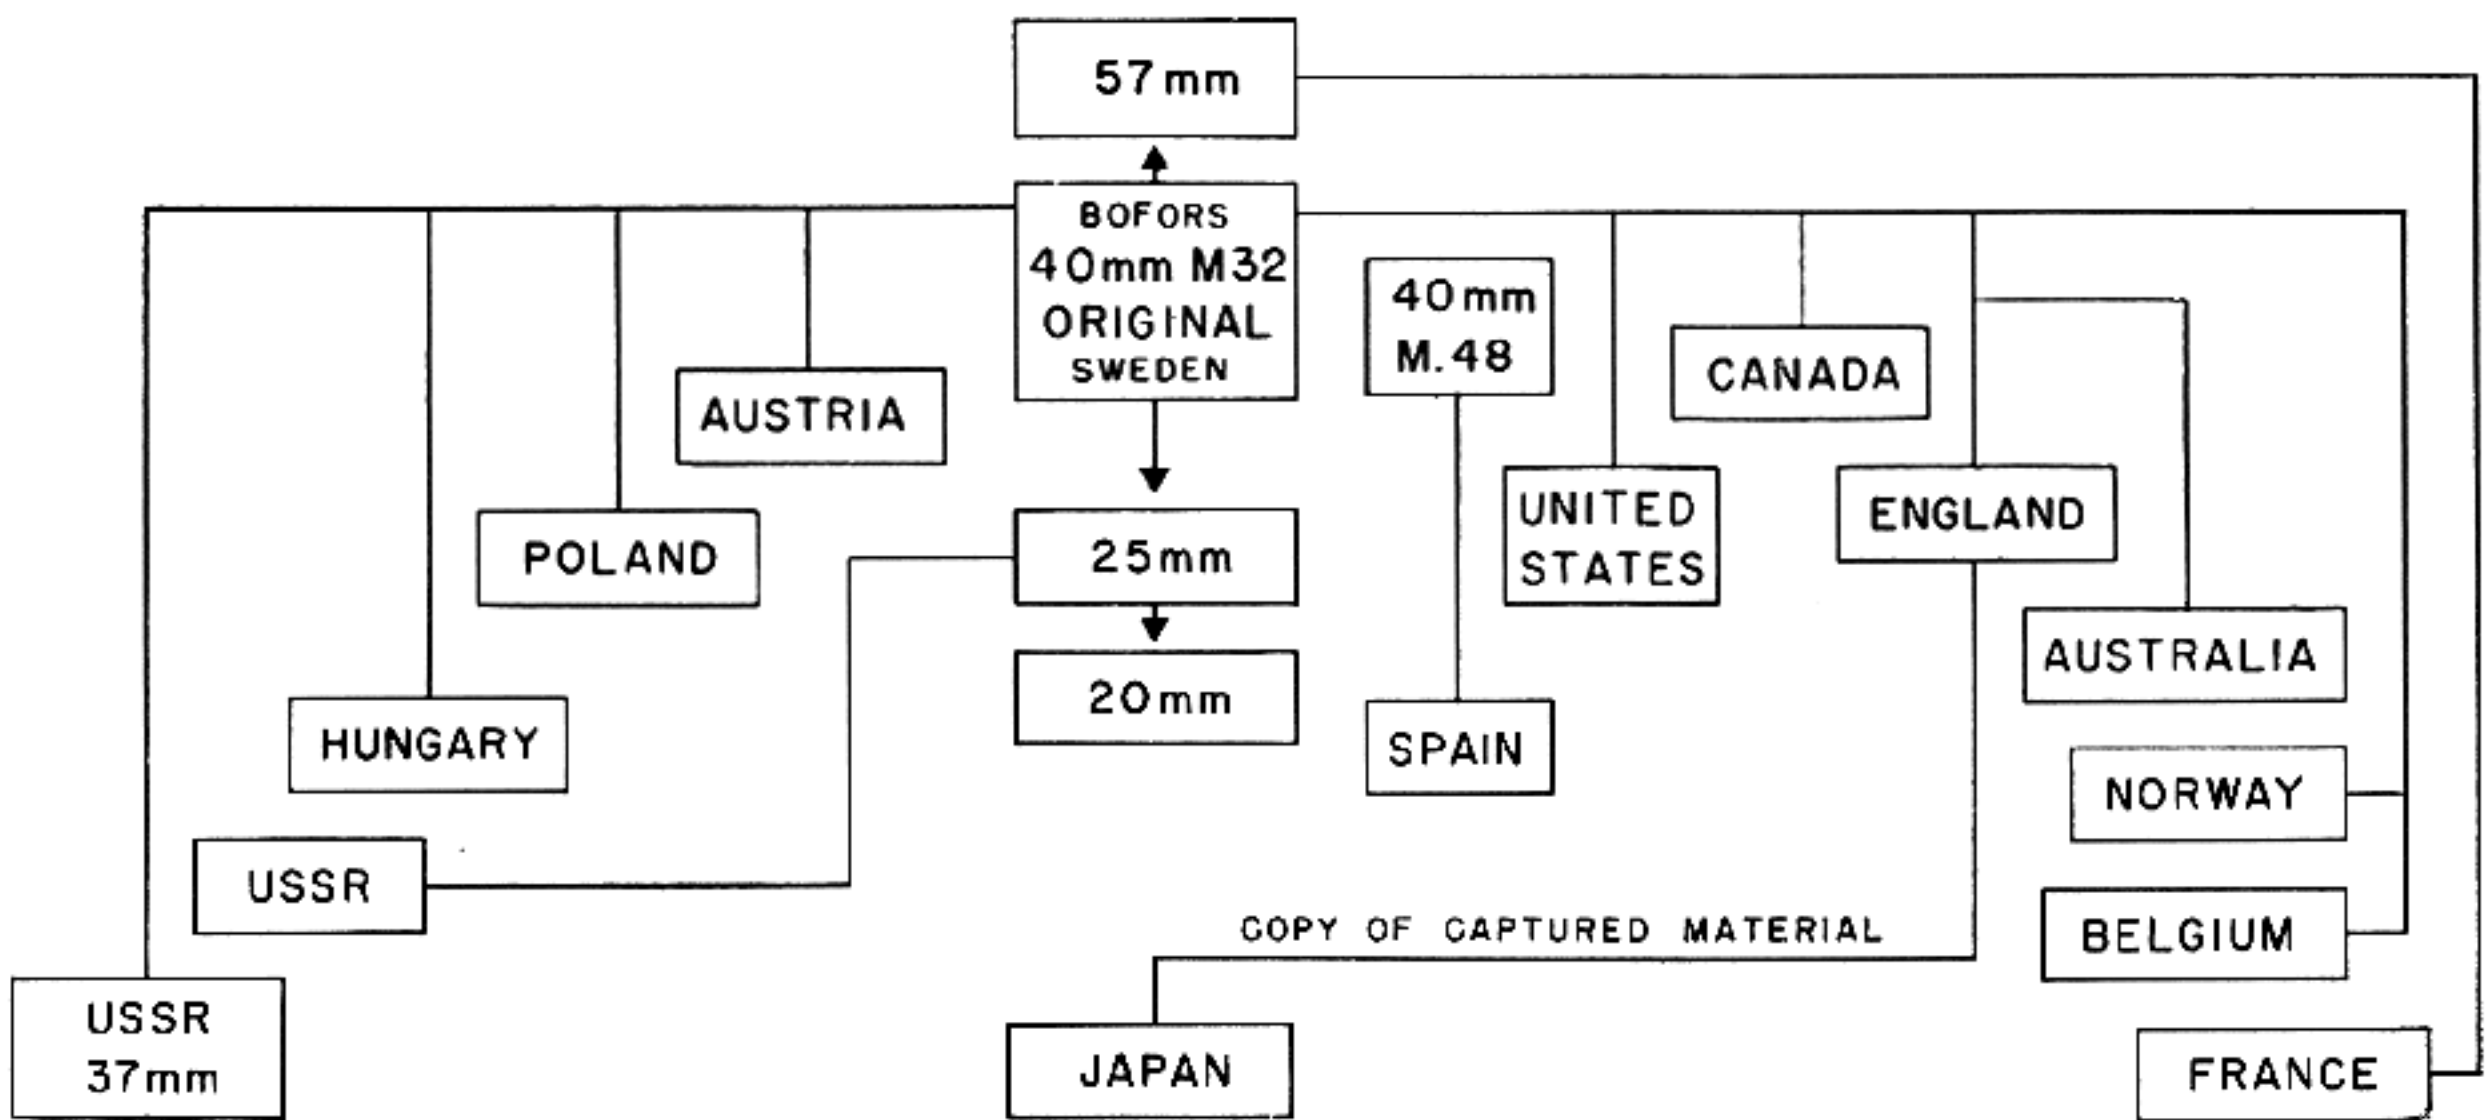 57mm
BOFORS
40mm M32
ORIGINAL
SWEDEN
40mm
M.48
CANADA
AUSTRIA
UNITED
STATES
ENGLAND
POLAND
25mm
AUSTRALIA
20mm
HUNGARY
SPAIN
NORWAY
USSR
COPY OF CAPTURED MATERIAL
BELGIUM
USSR
37mm
JAPAN
FRANCE